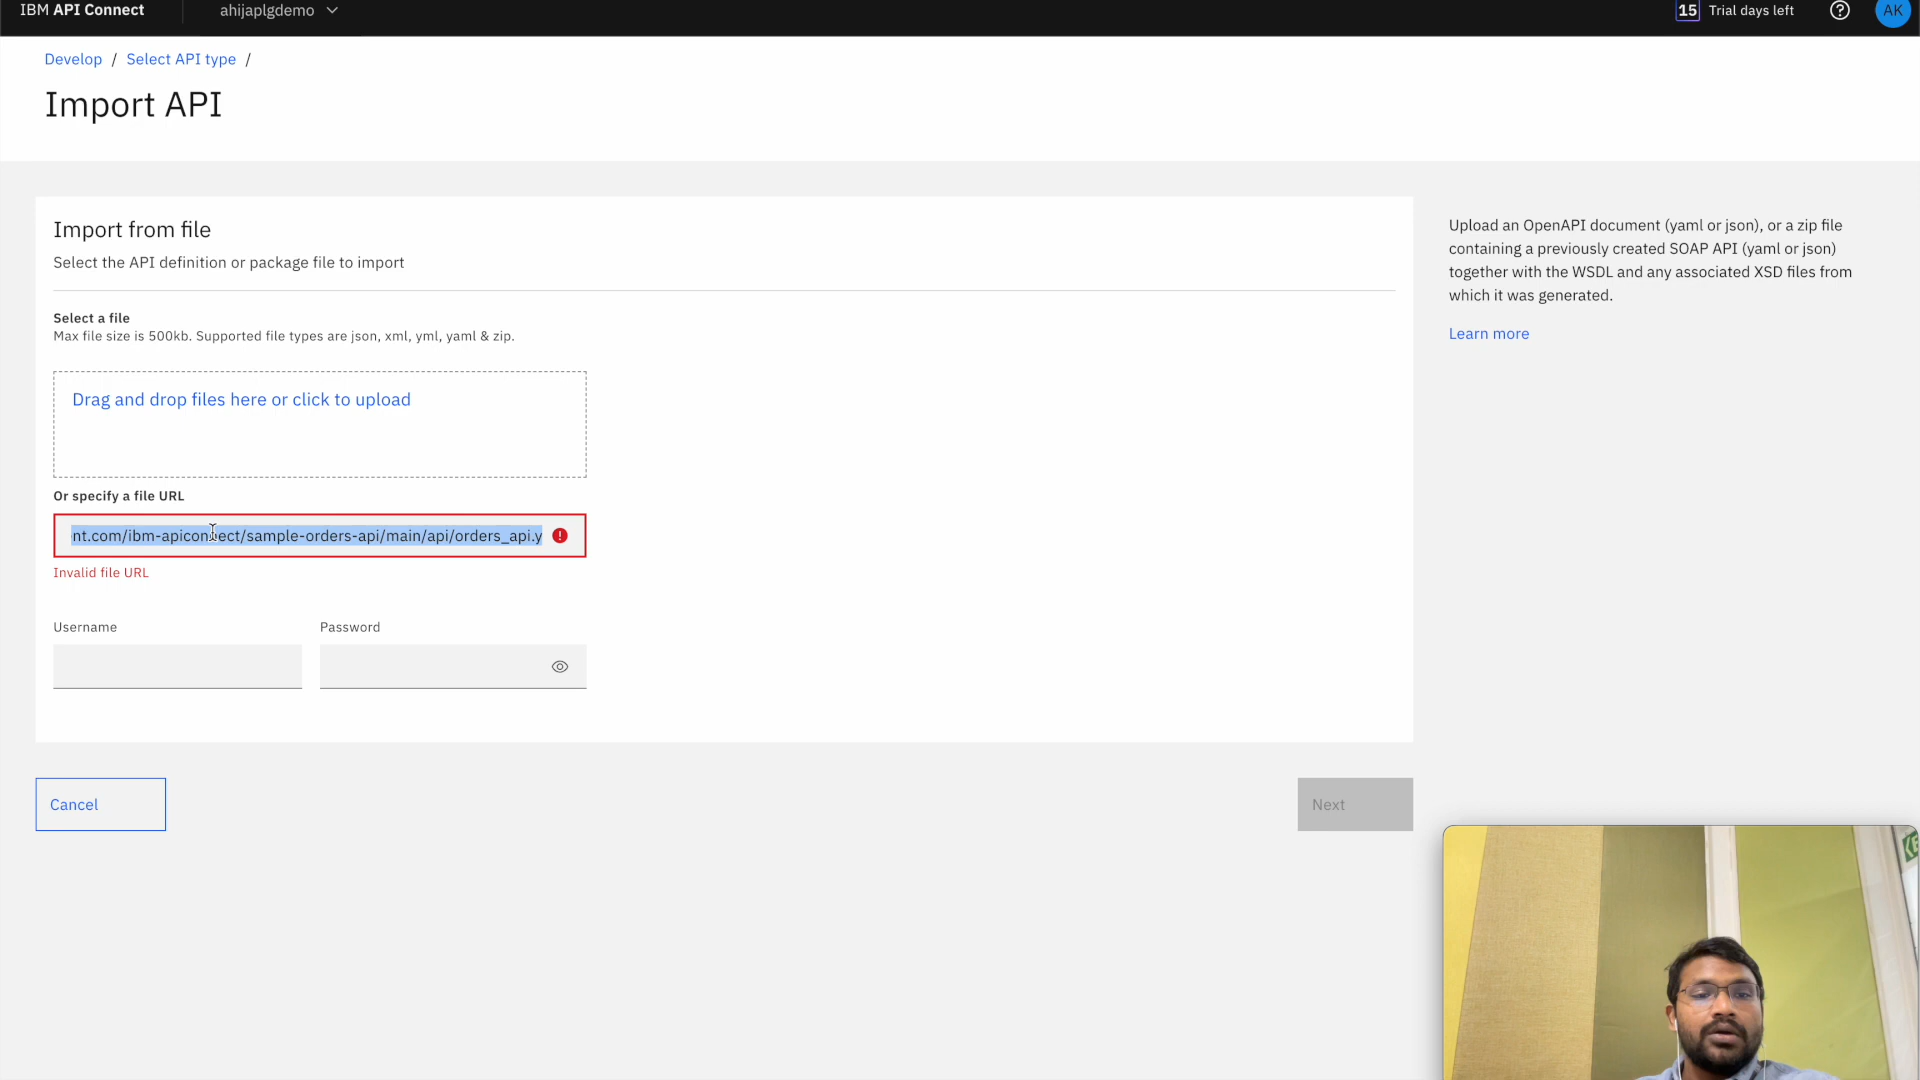 IBM API Connect
ahijaplgdemo
15 Trial days left
AK
Develop / Select API type /
Import API
Import from file
Select the API definition or package file to import
Select a file
Max file size is 500kb. Supported file types are json, xml, yml, yaml & zip.
Drag and drop files here or click to upload
Or specify a file URL
nt.com/ibm-apiconnect/sample-orders-api/main/api/orders_api.y
Invalid file URL
Username
Password
Cancel
Next
Upload an OpenAPI document (yaml or json), or a zip file
containing a previously created SOAP API (yaml or json)
together with the WSDL and any associated XSD files from
which it was generated.
Learn more